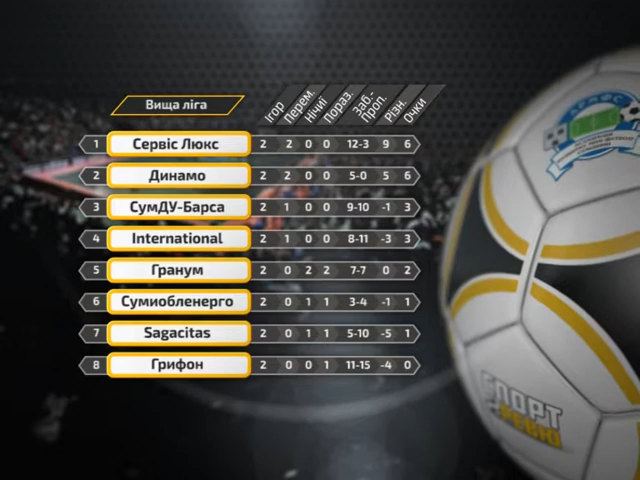 Вища ліга Ігор Перем. Нічиї Пораз. Заб.-Проп. Різн. Очки
1 Сервіс Люкс 2 2 0 0 12-3 9 6
2 Динамо 2 2 0 0 5-0 5 6
3 СумДУ-Барса 2 1 0 0 9-10 -1 3
4 International 2 1 0 0 8-11 -3 3
5 Гранум 2 0 2 2 7-7 0 2
6 Сумиобленерго 2 0 1 1 3-4 -1 1
7 Sagacitas 2 0 1 1 5-10 -5 1
8 Грифон 2 0 0 1 11-15 -4 0
СПОРТ
РЕВЮ